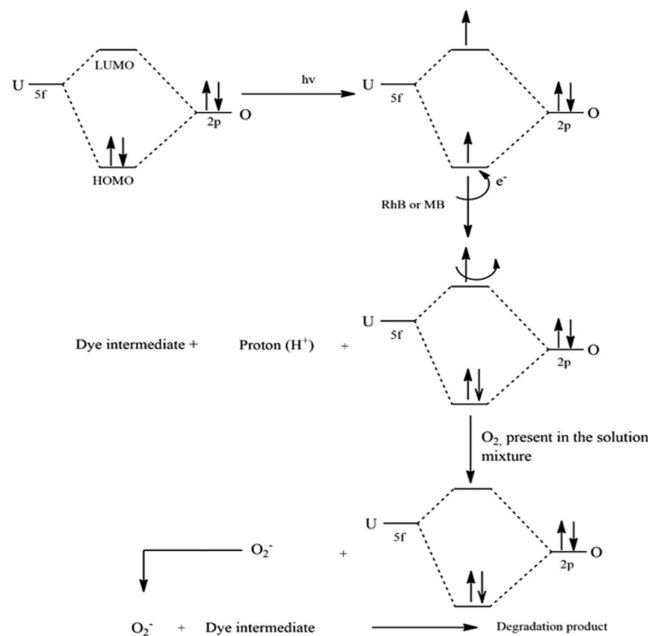 LUMO
U
5f
2p
O
HOMO
hν
U
5f
2p
O
e-
RhB or MB
U
5f
2p
O
Dye intermediate + Proton (H+) +
O2, present in the solution
mixture
U
5f
2p
O
O2- +
O2- + Dye intermediate
Degradation product